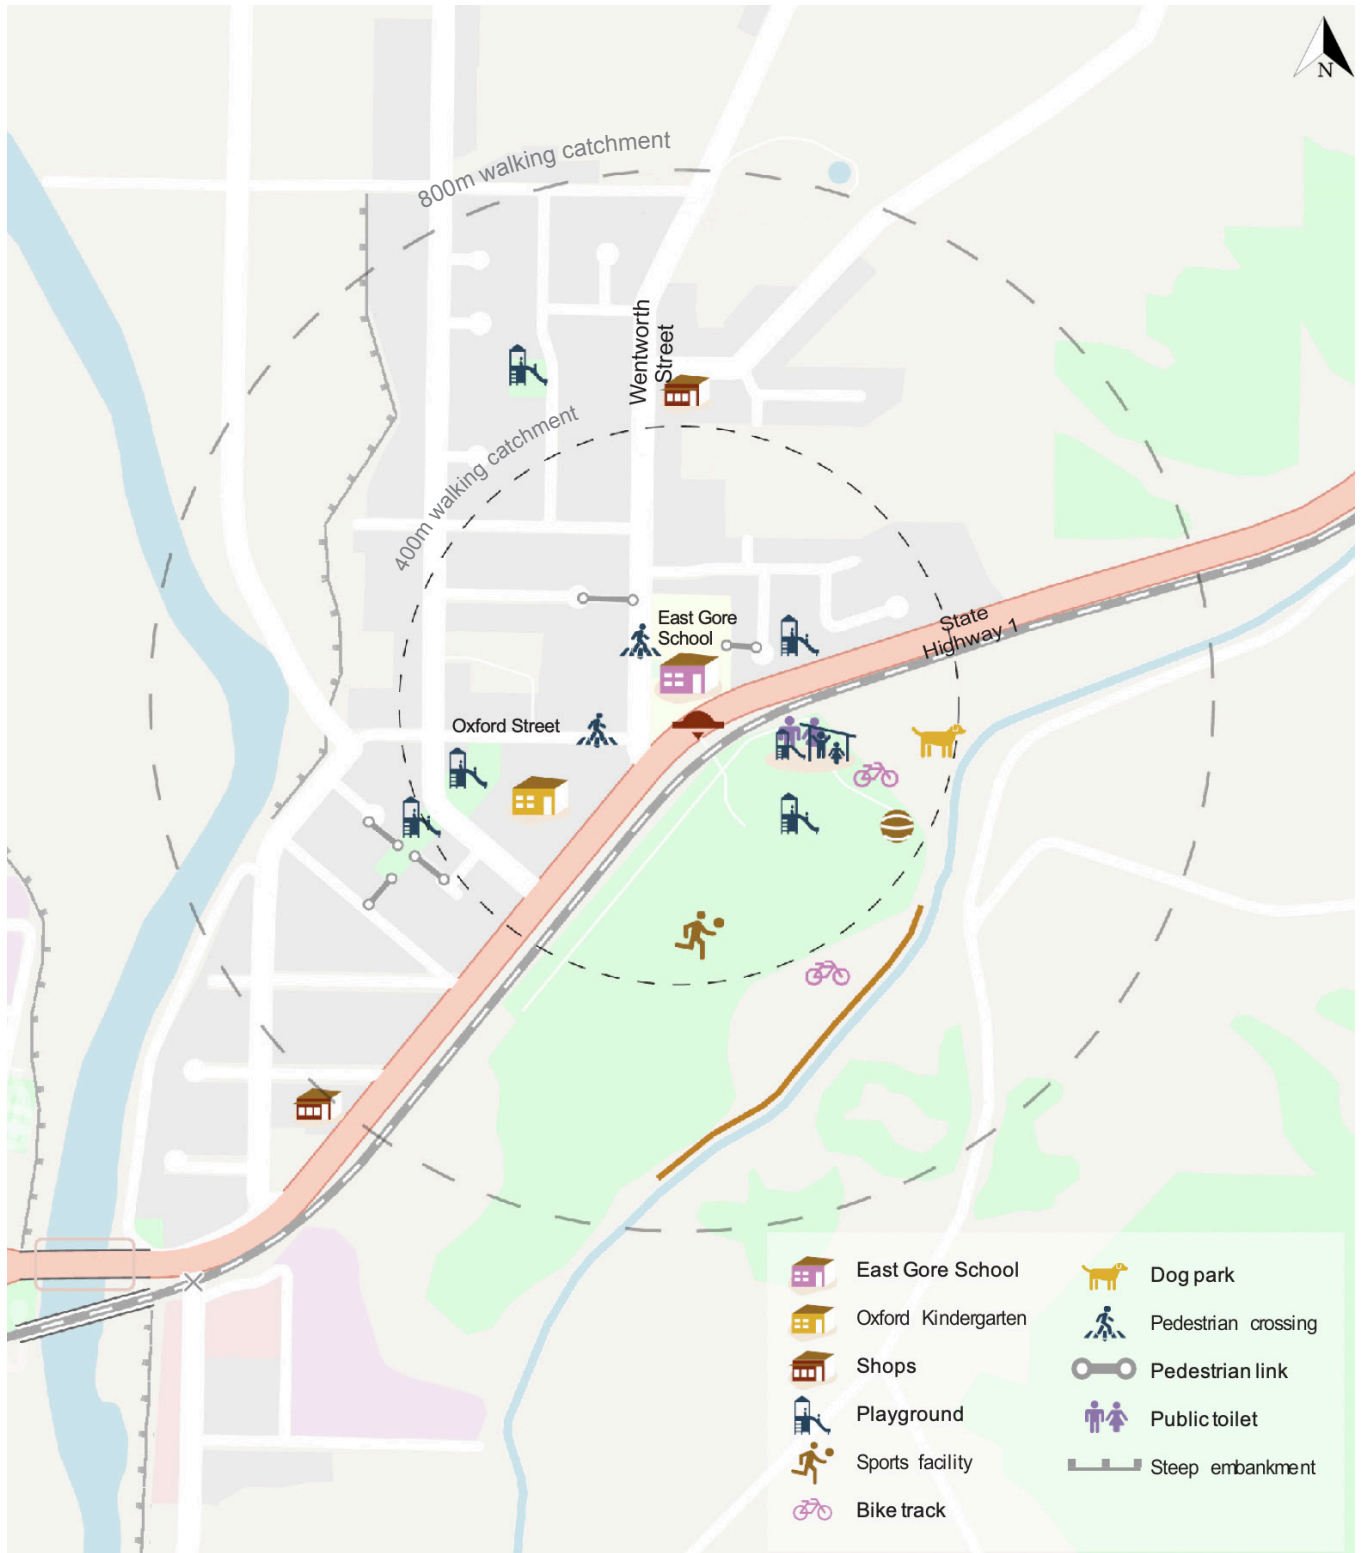 N
800m walking catchment
Wentworth
Street
400m walking catchment
East Gore
School
State
Highway 1
Oxford Street
East Gore School
Oxford Kindergarten
Shops
Playground
Sports facility
Bike track
Dog park
Pedestrian crossing
Pedestrian link
Public toilet
Steep embankment